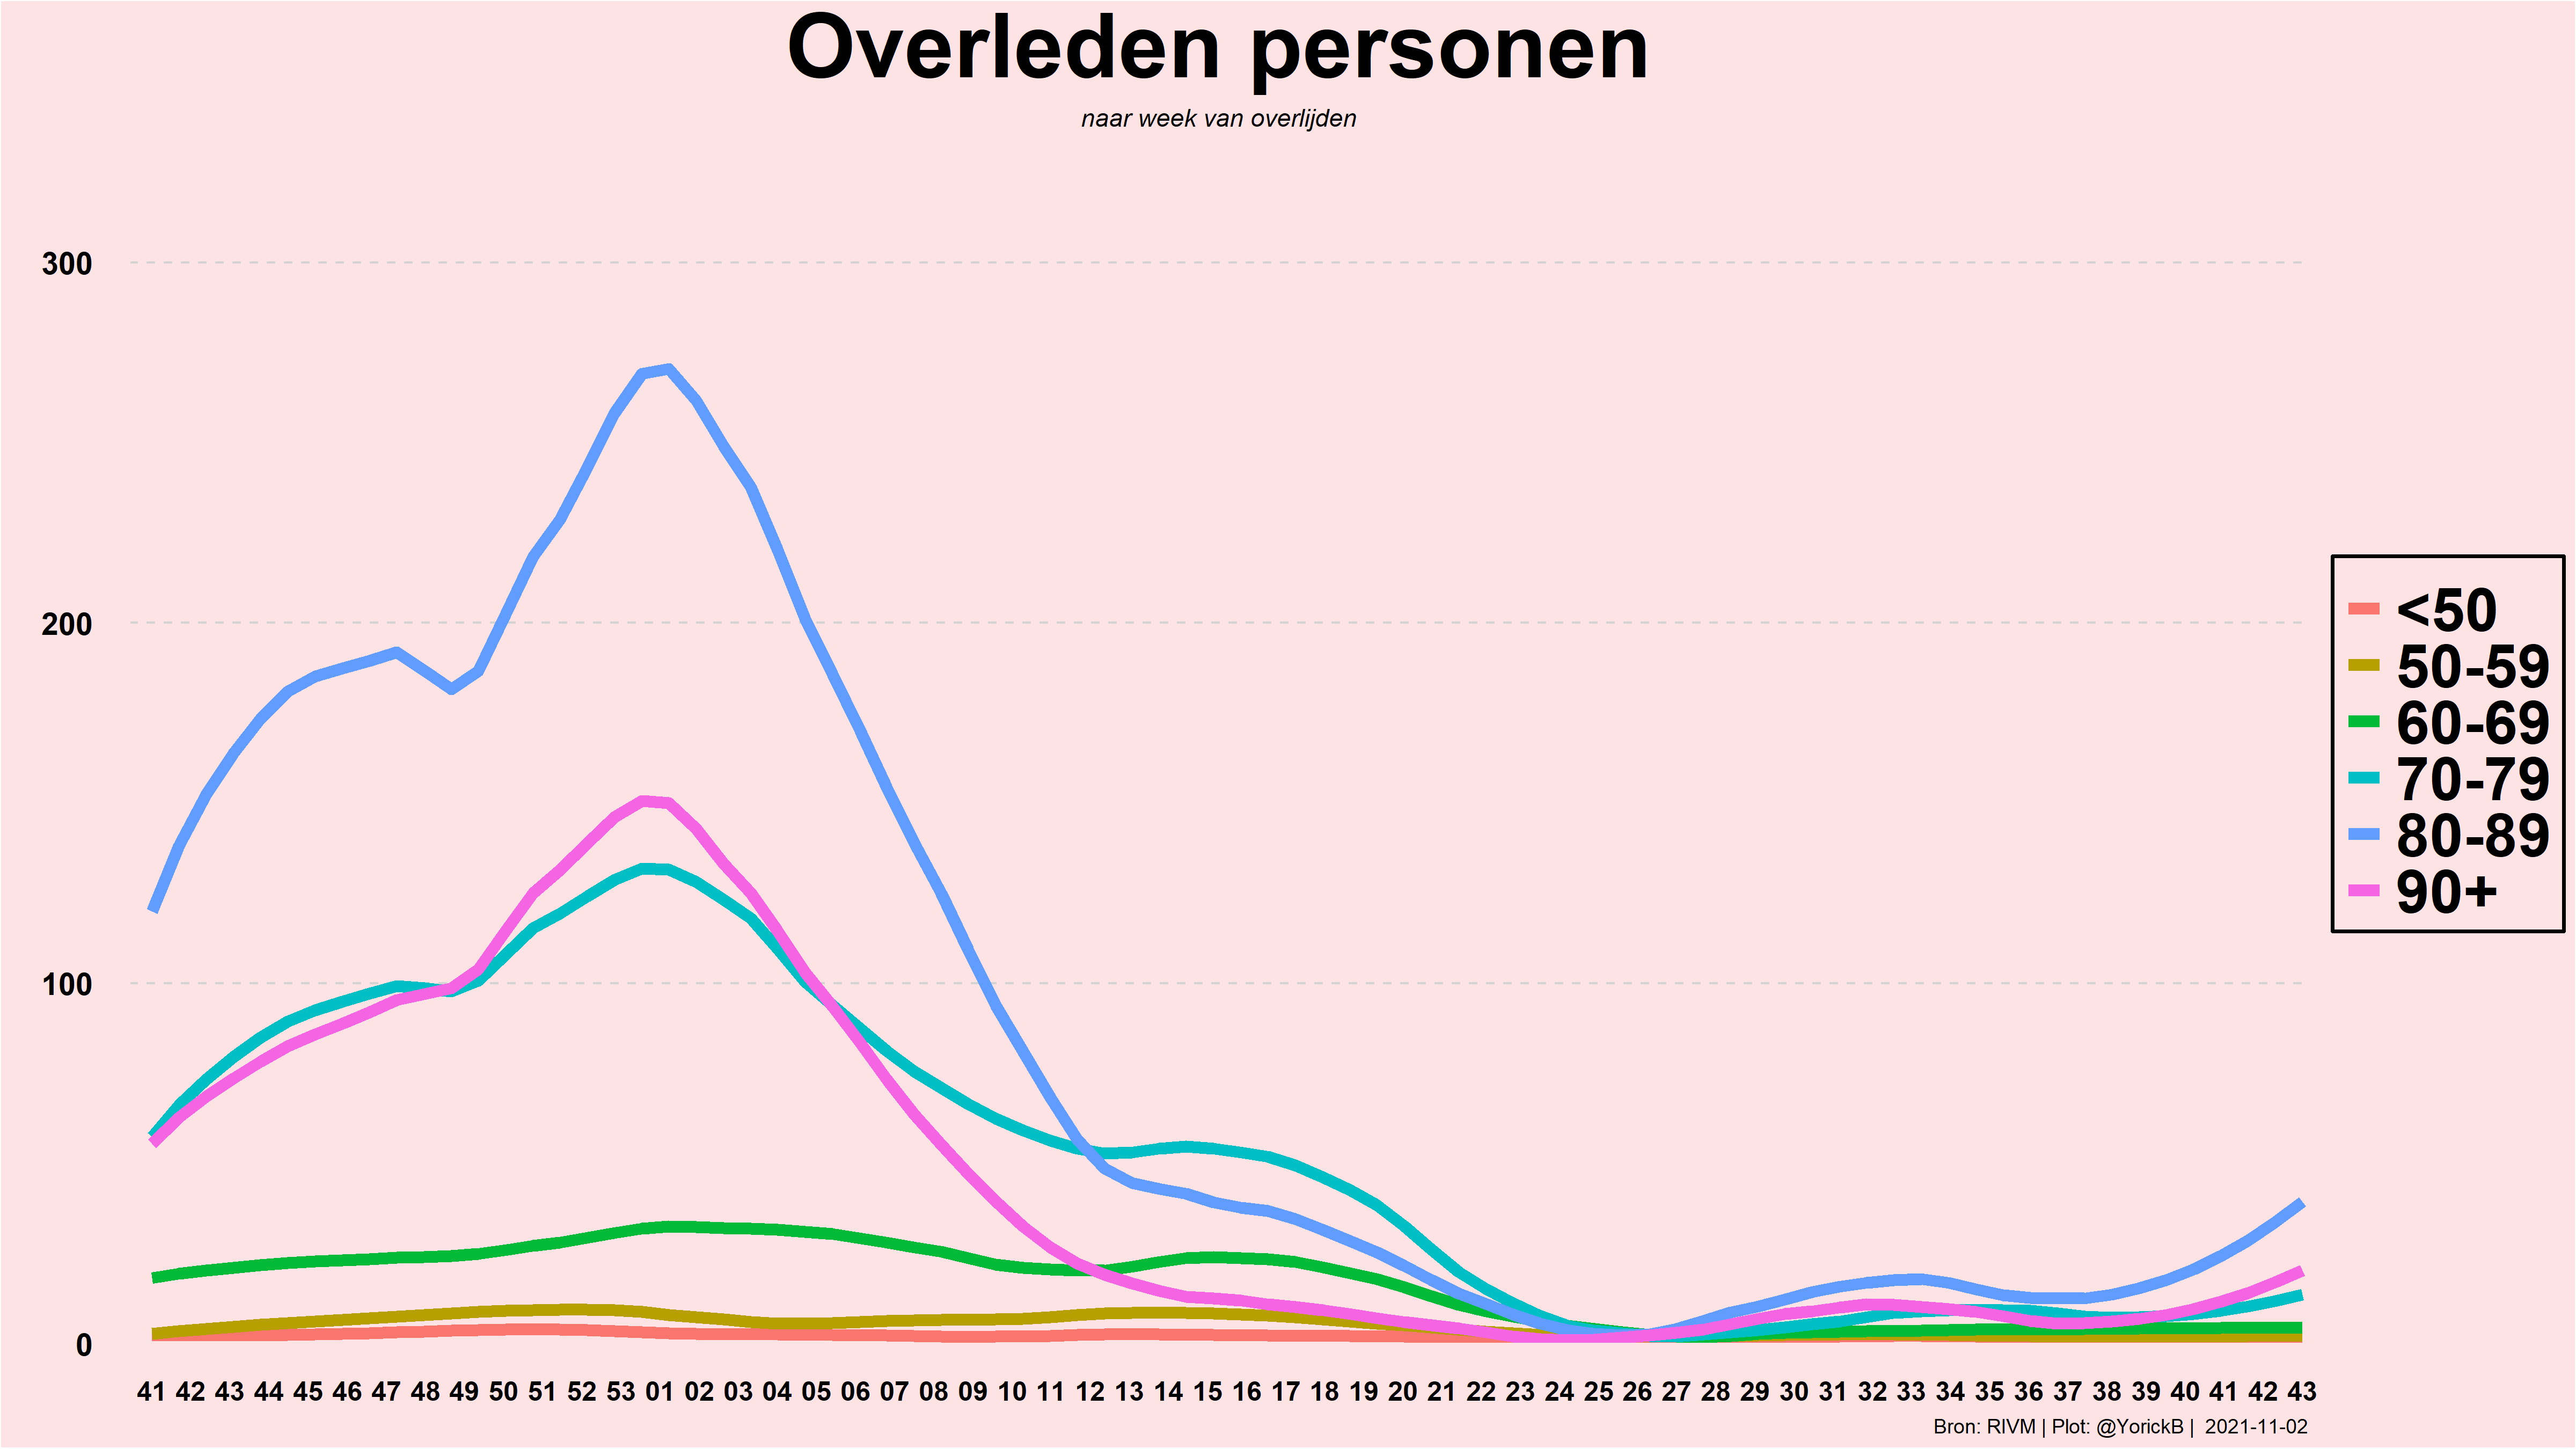 Overleden personen
naar week van overlijden
300
200
100
0
<50
50-59
60-69
70-79
80-89
90+
41 42 43 44 45 46 47 48 49 50 51 52 53 01 02 03 04 05 06 07 08 09 10 11 12 13 14 15 16 17 18 19 20 21 22 23 24 25 26 27 28 29 30 31 32 33 34 35 36 37 38 39 40 41 42 43
Bron: RIVM | Plot: @YorickB | 2021-11-02